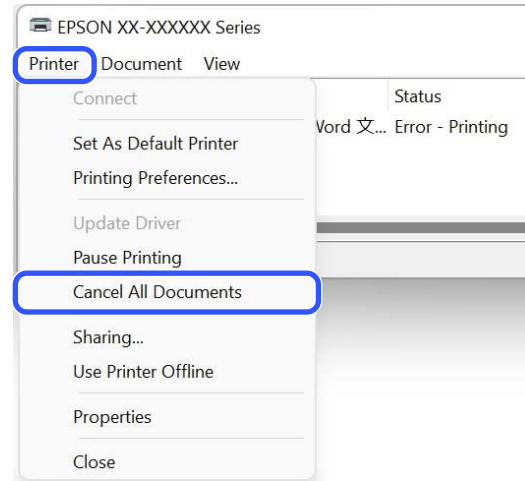 EPSON XX-XXXXXX Series
Printer Document View
Connect
Status
Word 文... Error - Printing
Set As Default Printer
Printing Preferences...
Update Driver
Pause Printing
Cancel All Documents
Sharing...
Use Printer Offline
Properties
Close